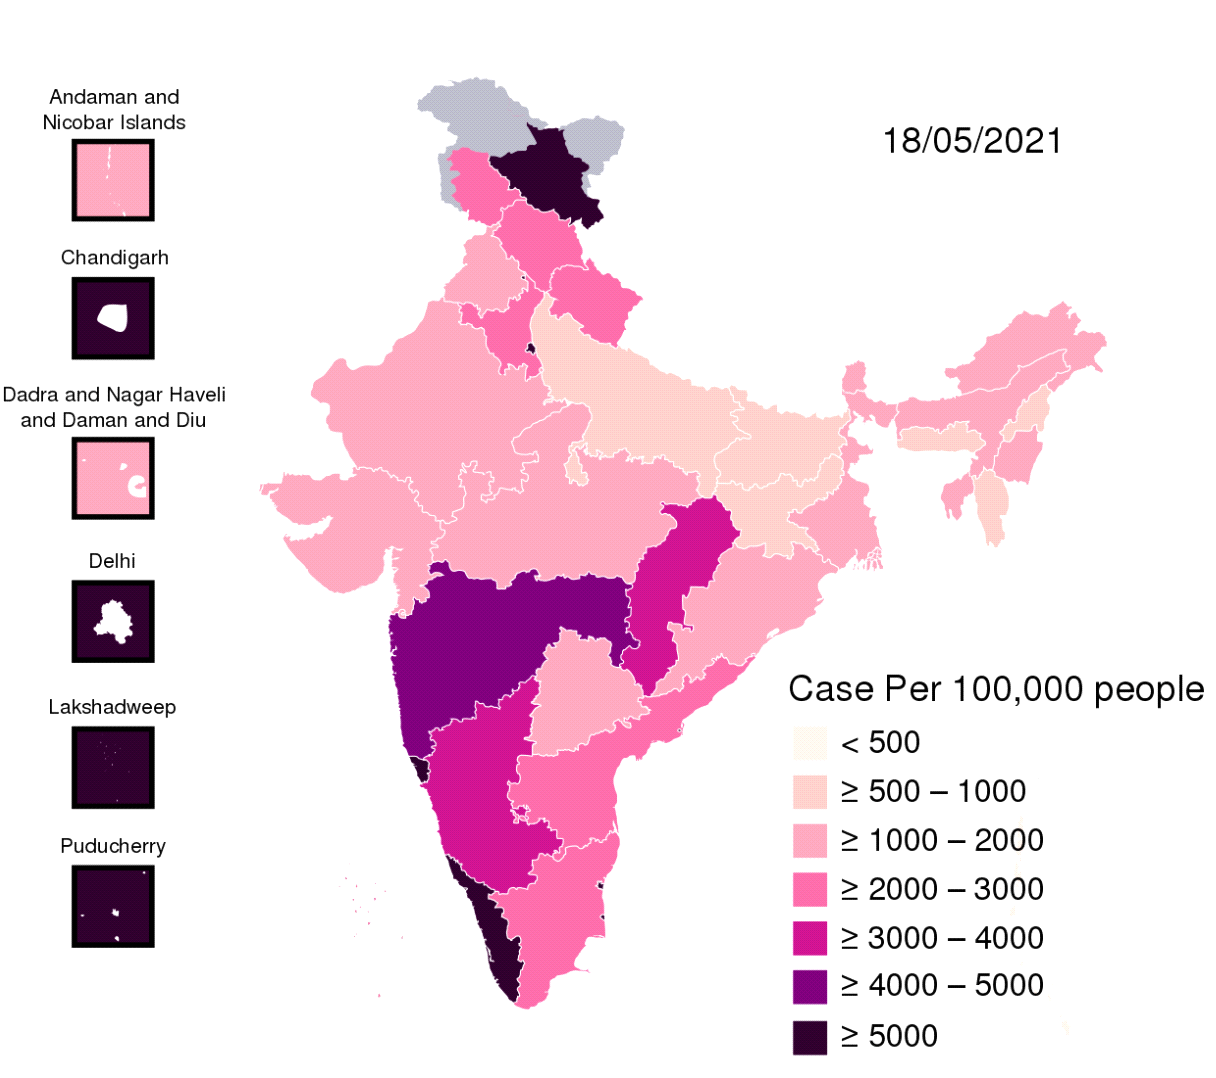 Andaman and
Nicobar Islands
Chandigarh
Dadra and Nagar Haveli
and Daman and Diu
Delhi
Lakshadweep
Puducherry
18/05/2021
Case Per 100,000 people
< 500
≥ 500 – 1000
≥ 1000 – 2000
≥ 2000 – 3000
≥ 3000 – 4000
≥ 4000 – 5000
≥ 5000